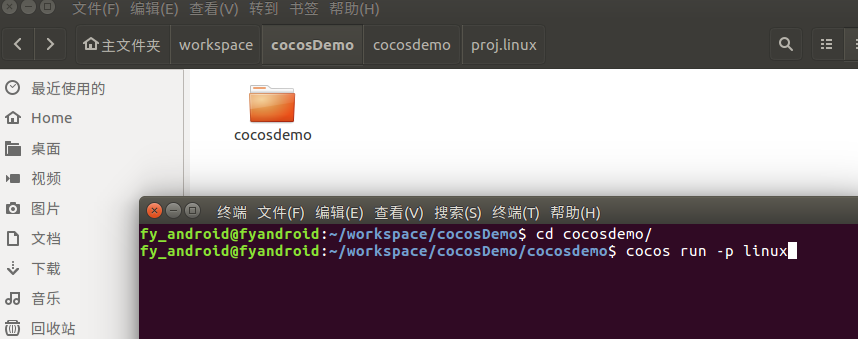 文件(F) 编辑(E) 查看(V) 转到 书签 帮助(H)
主文件夹 workspace cocosDemo cocosdemo proj.linux
最近使用的
Home
桌面
视频
图片
文档
下载
音乐
回收站
cocosdemo
终端 文件(F) 编辑(E) 查看(V) 搜索(S) 终端(T) 帮助(H)
fy_android@fyandroid:~/workspace/cocosDemo$ cd cocosdemo/
fy_android@fyandroid:~/workspace/cocosDemo/cocosdemo$ cocos run -p linux